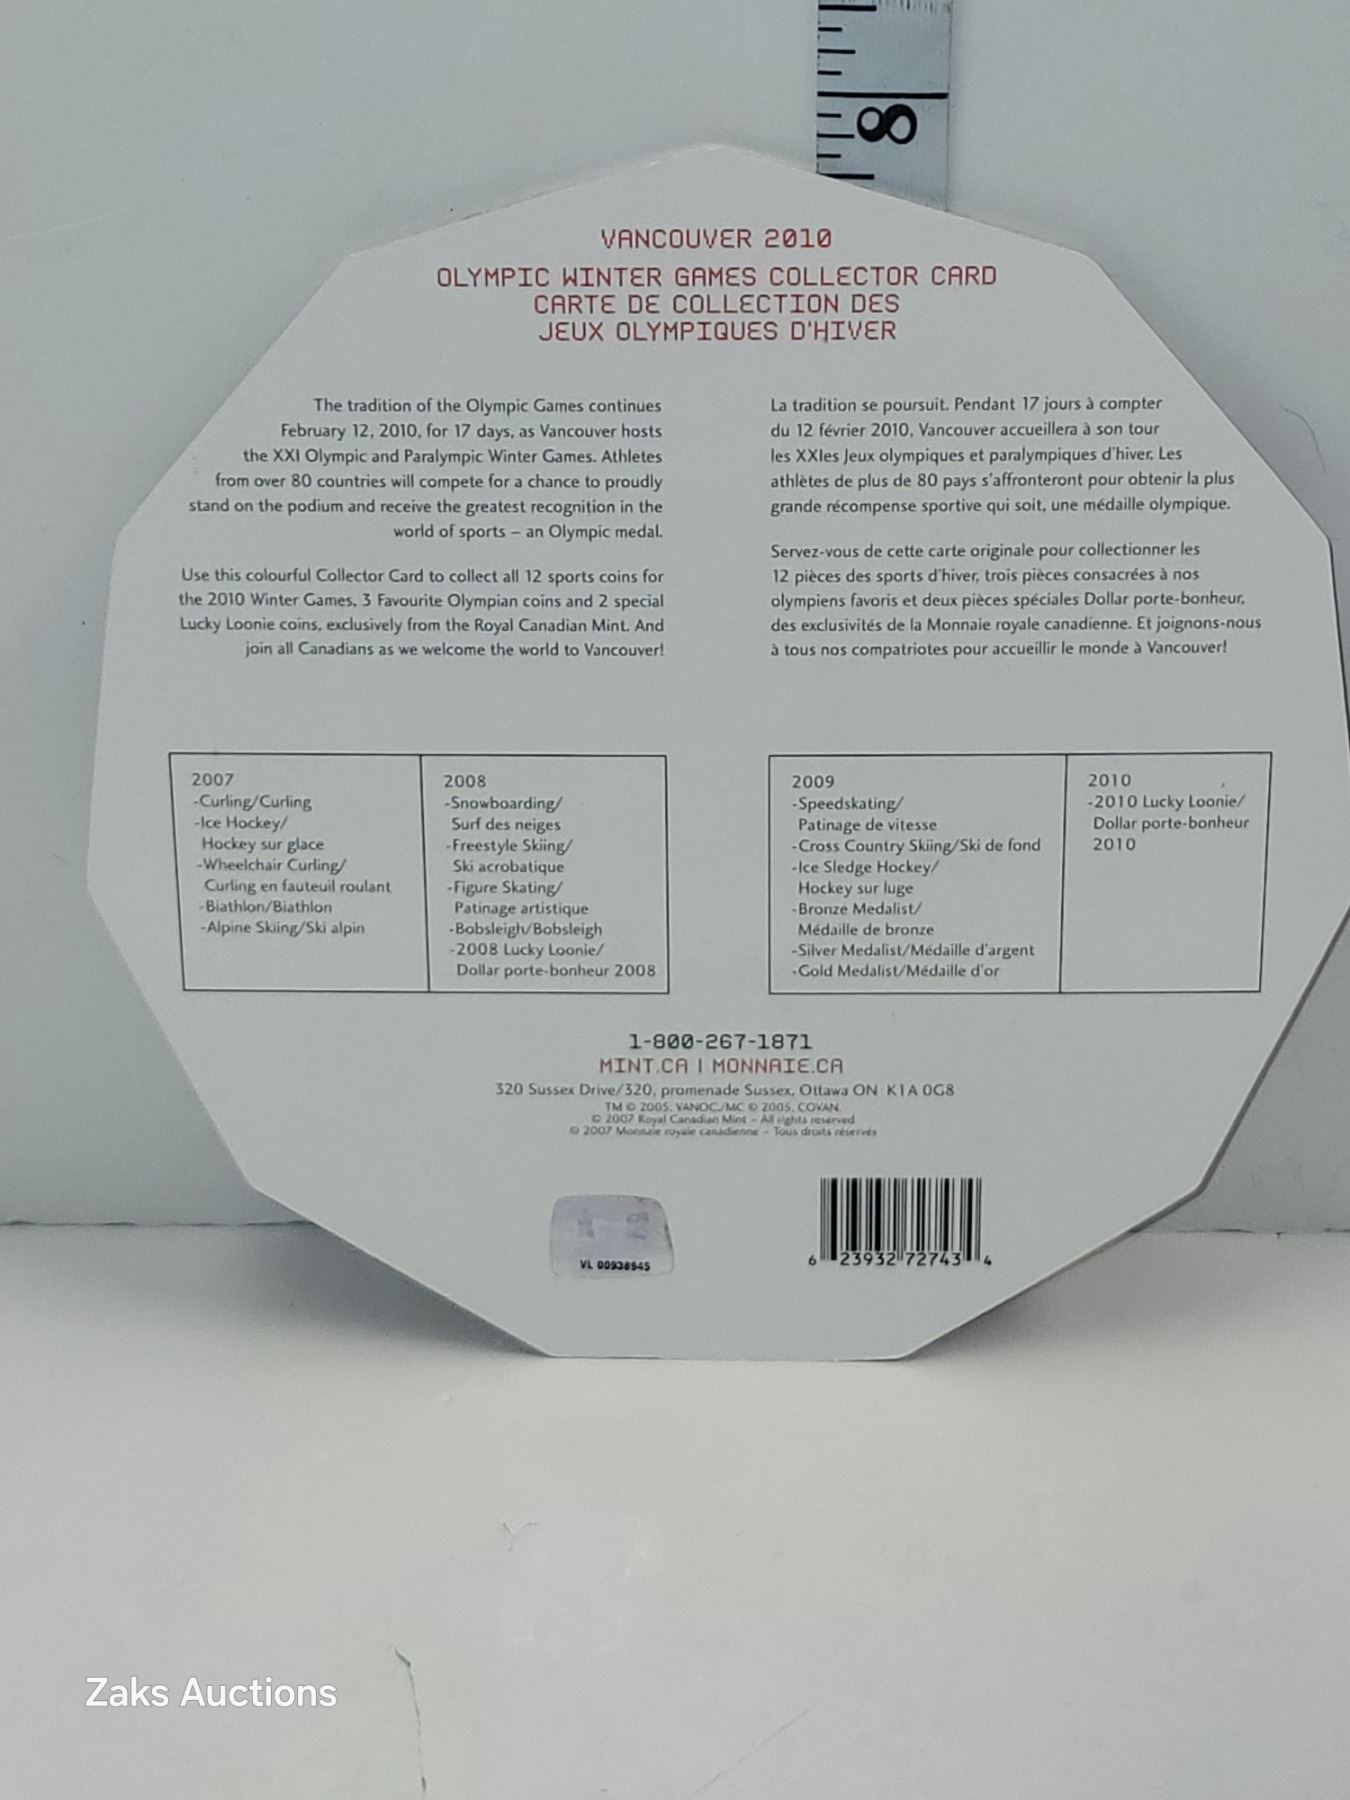 8
VANCOUVER 2010
OLYMPIC WINTER GAMES COLLECTOR CARD
CARTE DE COLLECTION DES
JEUX OLYMPIQUES D'HIVER
The tradition of the Olympic Games continues
February 12, 2010, for 17 days, as Vancouver hosts
the XXI Olympic and Paralympic Winter Games. Athletes
from over 80 countries will compete for a chance to proudly
stand on the podium and receive the greatest recognition in the
world of sports – an Olympic medal.
Use this colourful Collector Card to collect all 12 sports coins for
the 2010 Winter Games, 3 Favourite Olympian coins and 2 special
Lucky Loonie coins, exclusively from the Royal Canadian Mint. And
join all Canadians as we welcome the world to Vancouver!
La tradition se poursuit. Pendant 17 jours à compter
du 12 février 2010, Vancouver accueillera à son tour
les XXIes Jeux olympiques et paralympiques d'hiver. Les
athlètes de plus de 80 pays s'affronteront pour obtenir la plus
grande récompense sportive qui soit, une médaille olympique.
Servez-vous de cette carte originale pour collectionner les
12 pièces des sports d'hiver, trois pièces consacrées à nos
olympiens favoris et deux pièces spéciales Dollar porte-bonheur,
des exclusivités de la Monnaie royale canadienne. Et joignons-nous
à tous nos compatriotes pour accueillir le monde à Vancouver!
2007
-Curling/Curling
-Ice Hockey/
Hockey sur glace
-Wheelchair Curling/
Curling en fauteuil roulant
-Biathlon/Biathlon
-Alpine Skiing/Ski alpin
2008
-Snowboarding/
Surf des neiges
-Freestyle Skiing/
Ski acrobatique
-Figure Skating/
Patinage artistique
-Bobsleigh/Bobsleigh
-2008 Lucky Loonie/
Dollar porte-bonheur 2008
2009
-Speedskating/
Patinage de vitesse
-Cross Country Skiing/Ski de fond
-Ice Sledge Hockey/
Hockey sur luge
-Bronze Medalist/
Médaille de bronze
-Silver Medalist/Médaille d'argent
-Gold Medalist/Médaille d'or
2010
-2010 Lucky Loonie/
Dollar porte-bonheur
2010
1-800-267-1871
MINT.CA | MONNAIE.CA
320 Sussex Drive/320, promenade Sussex, Ottawa ON K1A 0G8
TM © 2005, VANOC/MC © 2005, COVAN.
© 2007 Royal Canadian Mint – All rights reserved
© 2007 Monnaie royale canadienne – Tous droits réservés
VL 00938945
6 23932 72743 4
Zaks Auctions